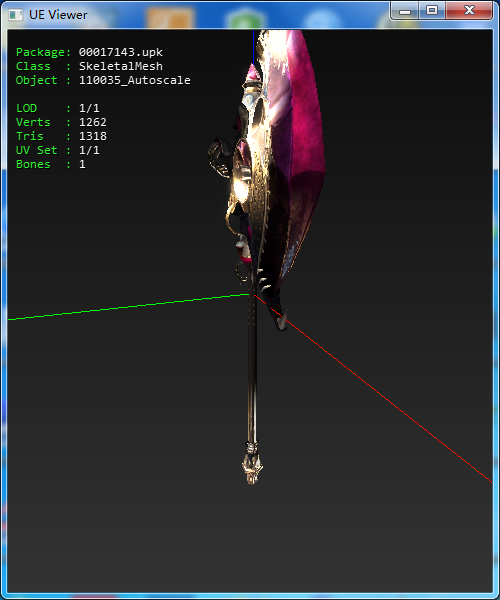 UE Viewer
Package: 00017143.upk
Class : SkeletalMesh
Object : 110035_Autoscale
LOD : 1/1
Verts : 1262
Tris : 1318
UV Set : 1/1
Bones : 1